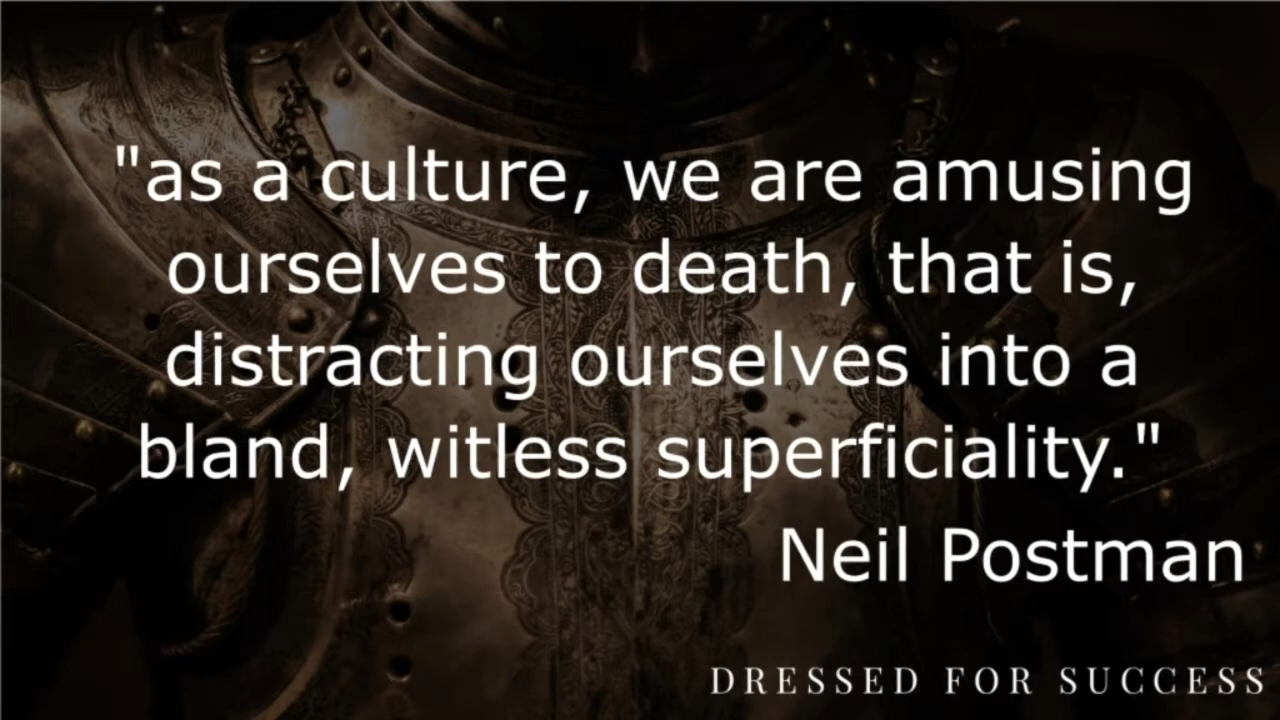 "as a culture, we are amusing
ourselves to death, that is,
distracting ourselves into a
bland, witless superficiality."
Neil Postman
DRESSED FOR SUCCESS